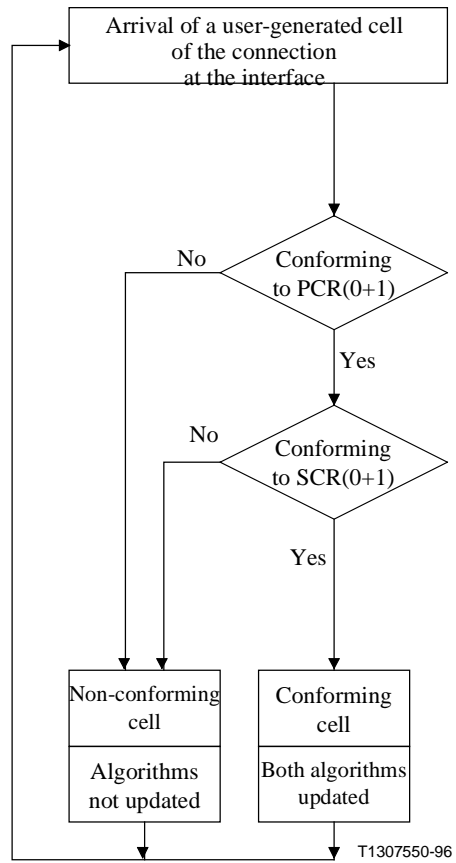 Arrival of a user-generated cell
of the connection
at the interface
No
Conforming
to PCR(0+1)
Yes
No
Conforming
to SCR(0+1)
Yes
Non-conforming
cell
Algorithms
not updated
Conforming
cell
Both algorithms
updated
T1307550-96